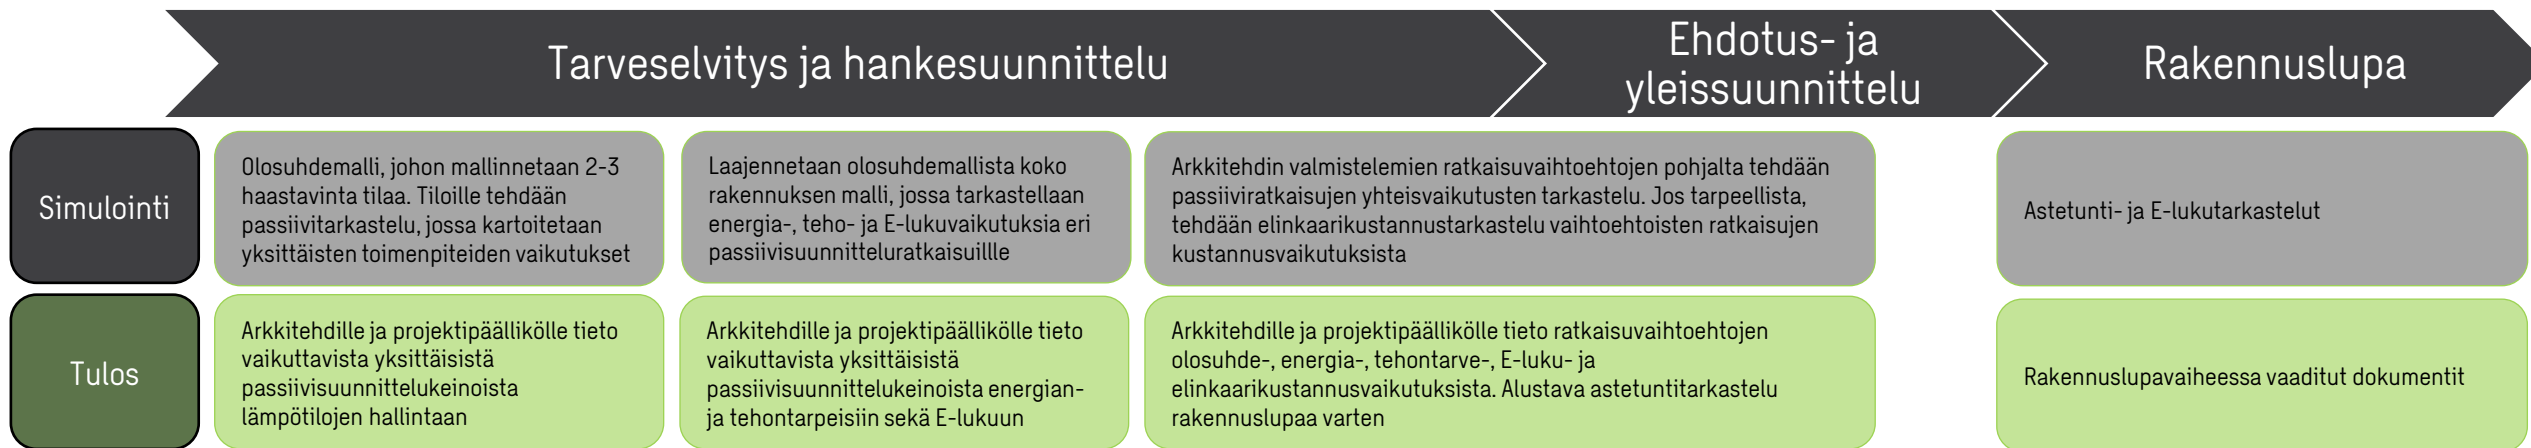 Tarveselvitys ja hankesuunnittelu
Ehdotus- ja
yleissuunnittelu
Rakennuslupa
Simulointi
Olosuhdemalli, johon mallinnetaan 2-3
haastavinta tilaa. Tiloille tehdään
passiivitarkastelu, jossa kartoitetaan
yksittäisten toimenpiteiden vaikutukset
Laajennetaan olosuhdemallista koko
rakennuksen malli, jossa tarkastellaan
energia-, teho- ja E-lukuvaikutuksia eri
passiivisuunnitteluratkaisuillle
Arkkitehdin valmistelemien ratkaisuvaihtoehtojen pohjalta tehdään
passiiviratkaisujen yhteisvaikutusten tarkastelu. Jos tarpeellista,
tehdään elinkaarikustannustarkastelu vaihtoehtoisten ratkaisujen
kustannusvaikutuksista
Astetunti- ja E-lukutarkastelut
Tulos
Arkkitehdille ja projektipäällikölle tieto
vaikuttavista yksittäisistä
passiivisuunnittelukeinoista
lämpötilojen hallintaan
Arkkitehdille ja projektipäällikölle tieto
vaikuttavista yksittäisistä
passiivisuunnittelukeinoista energian-
ja tehontarpeisiin sekä E-lukuun
Arkkitehdille ja projektipäällikölle tieto ratkaisuvaihtoehtojen
olosuhde-, energia-, tehontarve-, E-luku- ja
elinkaarikustannusvaikutuksista. Alustava astetuntitarkastelu
rakennuslupaa varten
Rakennuslupavaiheessa vaaditut dokumentit